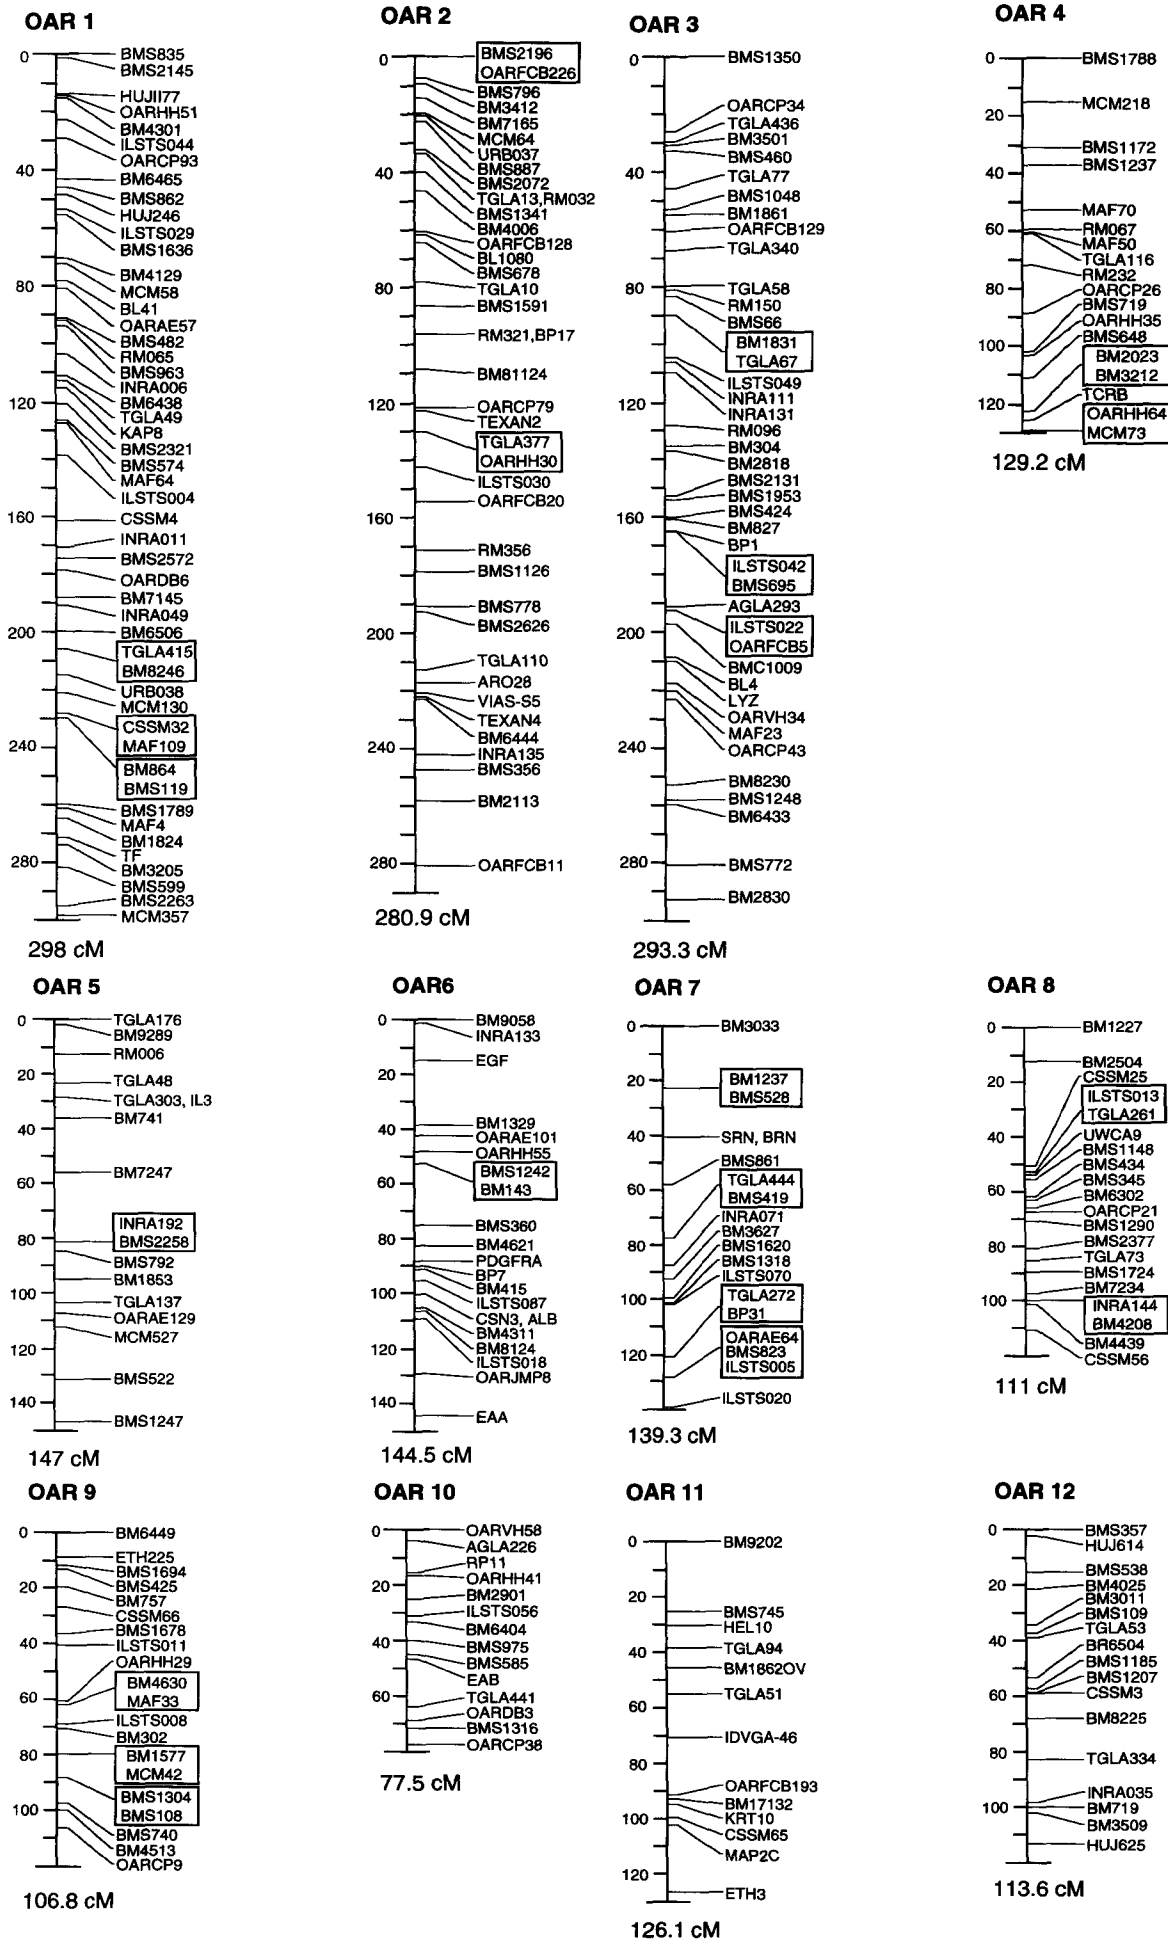 OAR 1
0
40
80
120
160
200
240
280
BMS835
BMS2145
HUJII77
OARHH51
BM4301
ILSTS044
OARCP93
BM6465
BMS862
HUJ246
ILSTS029
BMS1636
BM4129
MCM58
BL41
OARAE57
BMS482
RM065
BMS963
INRA006
BM6438
TGLA49
KAP8
BMS2321
BMS574
MAF64
ILSTS004
CSSM4
INRA011
BMS2572
OARDB6
BM7145
INRA049
BM6506
TGLA415
BM8246
URB038
MCM130
CSSM32
MAF109
BM864
BMS119
BMS1789
MAF4
BM1824
TF
BM3205
BMS599
BMS2263
MCM357
298 cM
OAR 2
0
40
80
120
160
200
240
280
BMS2196
OARFCB226
BMS796
BM3412
BM7165
MCM64
URB037
BMS887
BMS2072
TGLA13,RM032
BMS1341
BM4006
OARFCB128
BL1080
BMS678
TGLA10
BMS1591
RM321,BP17
BM81124
OARCP79
TEXAN2
TGLA377
OARHH30
ILSTS030
OARFCB20
RM356
BMS1126
BMS778
BMS2626
TGLA110
ARO28
VIAS-S5
TEXAN4
BM6444
INRA135
BMS356
BM2113
OARFCB11
280.9 cM
OAR 3
0
40
80
120
160
200
240
280
BMS1350
OARCP34
TGLA436
BM3501
BMS460
TGLA77
BMS1048
BM1861
OARFCB129
TGLA340
TGLA58
RM150
BMS66
BM1831
TGLA67
ILSTS049
INRA111
INRA131
RM096
BM304
BM2818
BMS2131
BMS1953
BMS424
BM827
BP1
ILSTS042
BMS695
AGLA293
ILSTS022
OARFCB5
BMC1009
BL4
LYZ
OARVH34
MAF23
OARCP43
BM8230
BMS1248
BM6433
BMS772
BM2830
293.3 cM
OAR 4
0
20
40
60
80
100
120
BMS1788
MCM218
BMS1172
BMS1237
MAF70
RM067
MAF50
TGLA116
RM232
OARCP26
BMS719
OARHH35
BMS648
BM2023
BM3212
TCRB
OARHH64
MCM73
129.2 cM
OAR 5
0
20
40
60
80
100
120
140
TGLA176
BM9289
RM006
TGLA48
TGLA303, IL3
BM741
BM7247
INRA192
BMS2258
BMS792
BM1853
TGLA137
OARAE129
MCM527
BMS522
BMS1247
147 cM
OAR6
0
20
40
60
80
100
120
140
BM9058
INRA133
EGF
BM1329
OARAE101
OARHH55
BMS1242
BM143
BMS360
BM4621
PDGFRA
BP7
BM415
ILSTS087
CSN3, ALB
BM4311
BM8124
ILSTS018
OARJMP8
EAA
144.5 cM
OAR 7
0
20
40
60
80
100
120
BM3033
BM1237
BMS528
SRN, BRN
BMS861
TGLA444
BMS419
INRA071
BM3627
BMS1620
BMS1318
ILSTS070
TGLA272
BP31
OARAE64
BMS823
ILSTS005
ILSTS020
139.3 cM
OAR 8
0
20
40
60
80
100
BM1227
BM2504
CSSM25
ILSTS013
TGLA261
UWCA9
BMS1148
BMS434
BMS345
BM6302
OARCP21
BMS1290
BMS2377
TGLA73
BMS1724
BM7234
INRA144
BM4208
BM4439
CSSM56
111 cM
OAR 9
0
20
40
60
80
100
BM6449
ETH225
BMS1694
BMS425
BM757
CSSM66
BMS1678
ILSTS011
OARHH29
BM4630
MAF33
ILSTS008
BM302
BM1577
MCM42
BMS1304
BMS108
BMS740
BM4513
OARCP9
106.8 cM
OAR 10
0
20
40
60
OARVH58
AGLA226
RP11
OARHH41
BM2901
ILSTS056
BM6404
BMS975
BMS585
EAB
TGLA441
OARDB3
BMS1316
OARCP38
77.5 cM
OAR 11
0
20
40
60
80
100
120
BM9202
BMS745
HEL10
TGLA94
BM1862OV
TGLA51
IDVGA-46
OARFCB193
BM17132
KRT10
CSSM65
MAP2C
ETH3
126.1 cM
OAR 12
0
20
40
60
80
100
BMS357
HUJ614
BMS538
BM4025
BM3011
BMS109
TGLA53
BR6504
BMS1185
BMS1207
CSSM3
BM8225
TGLA334
INRA035
BM719
BM3509
HUJ625
113.6 cM